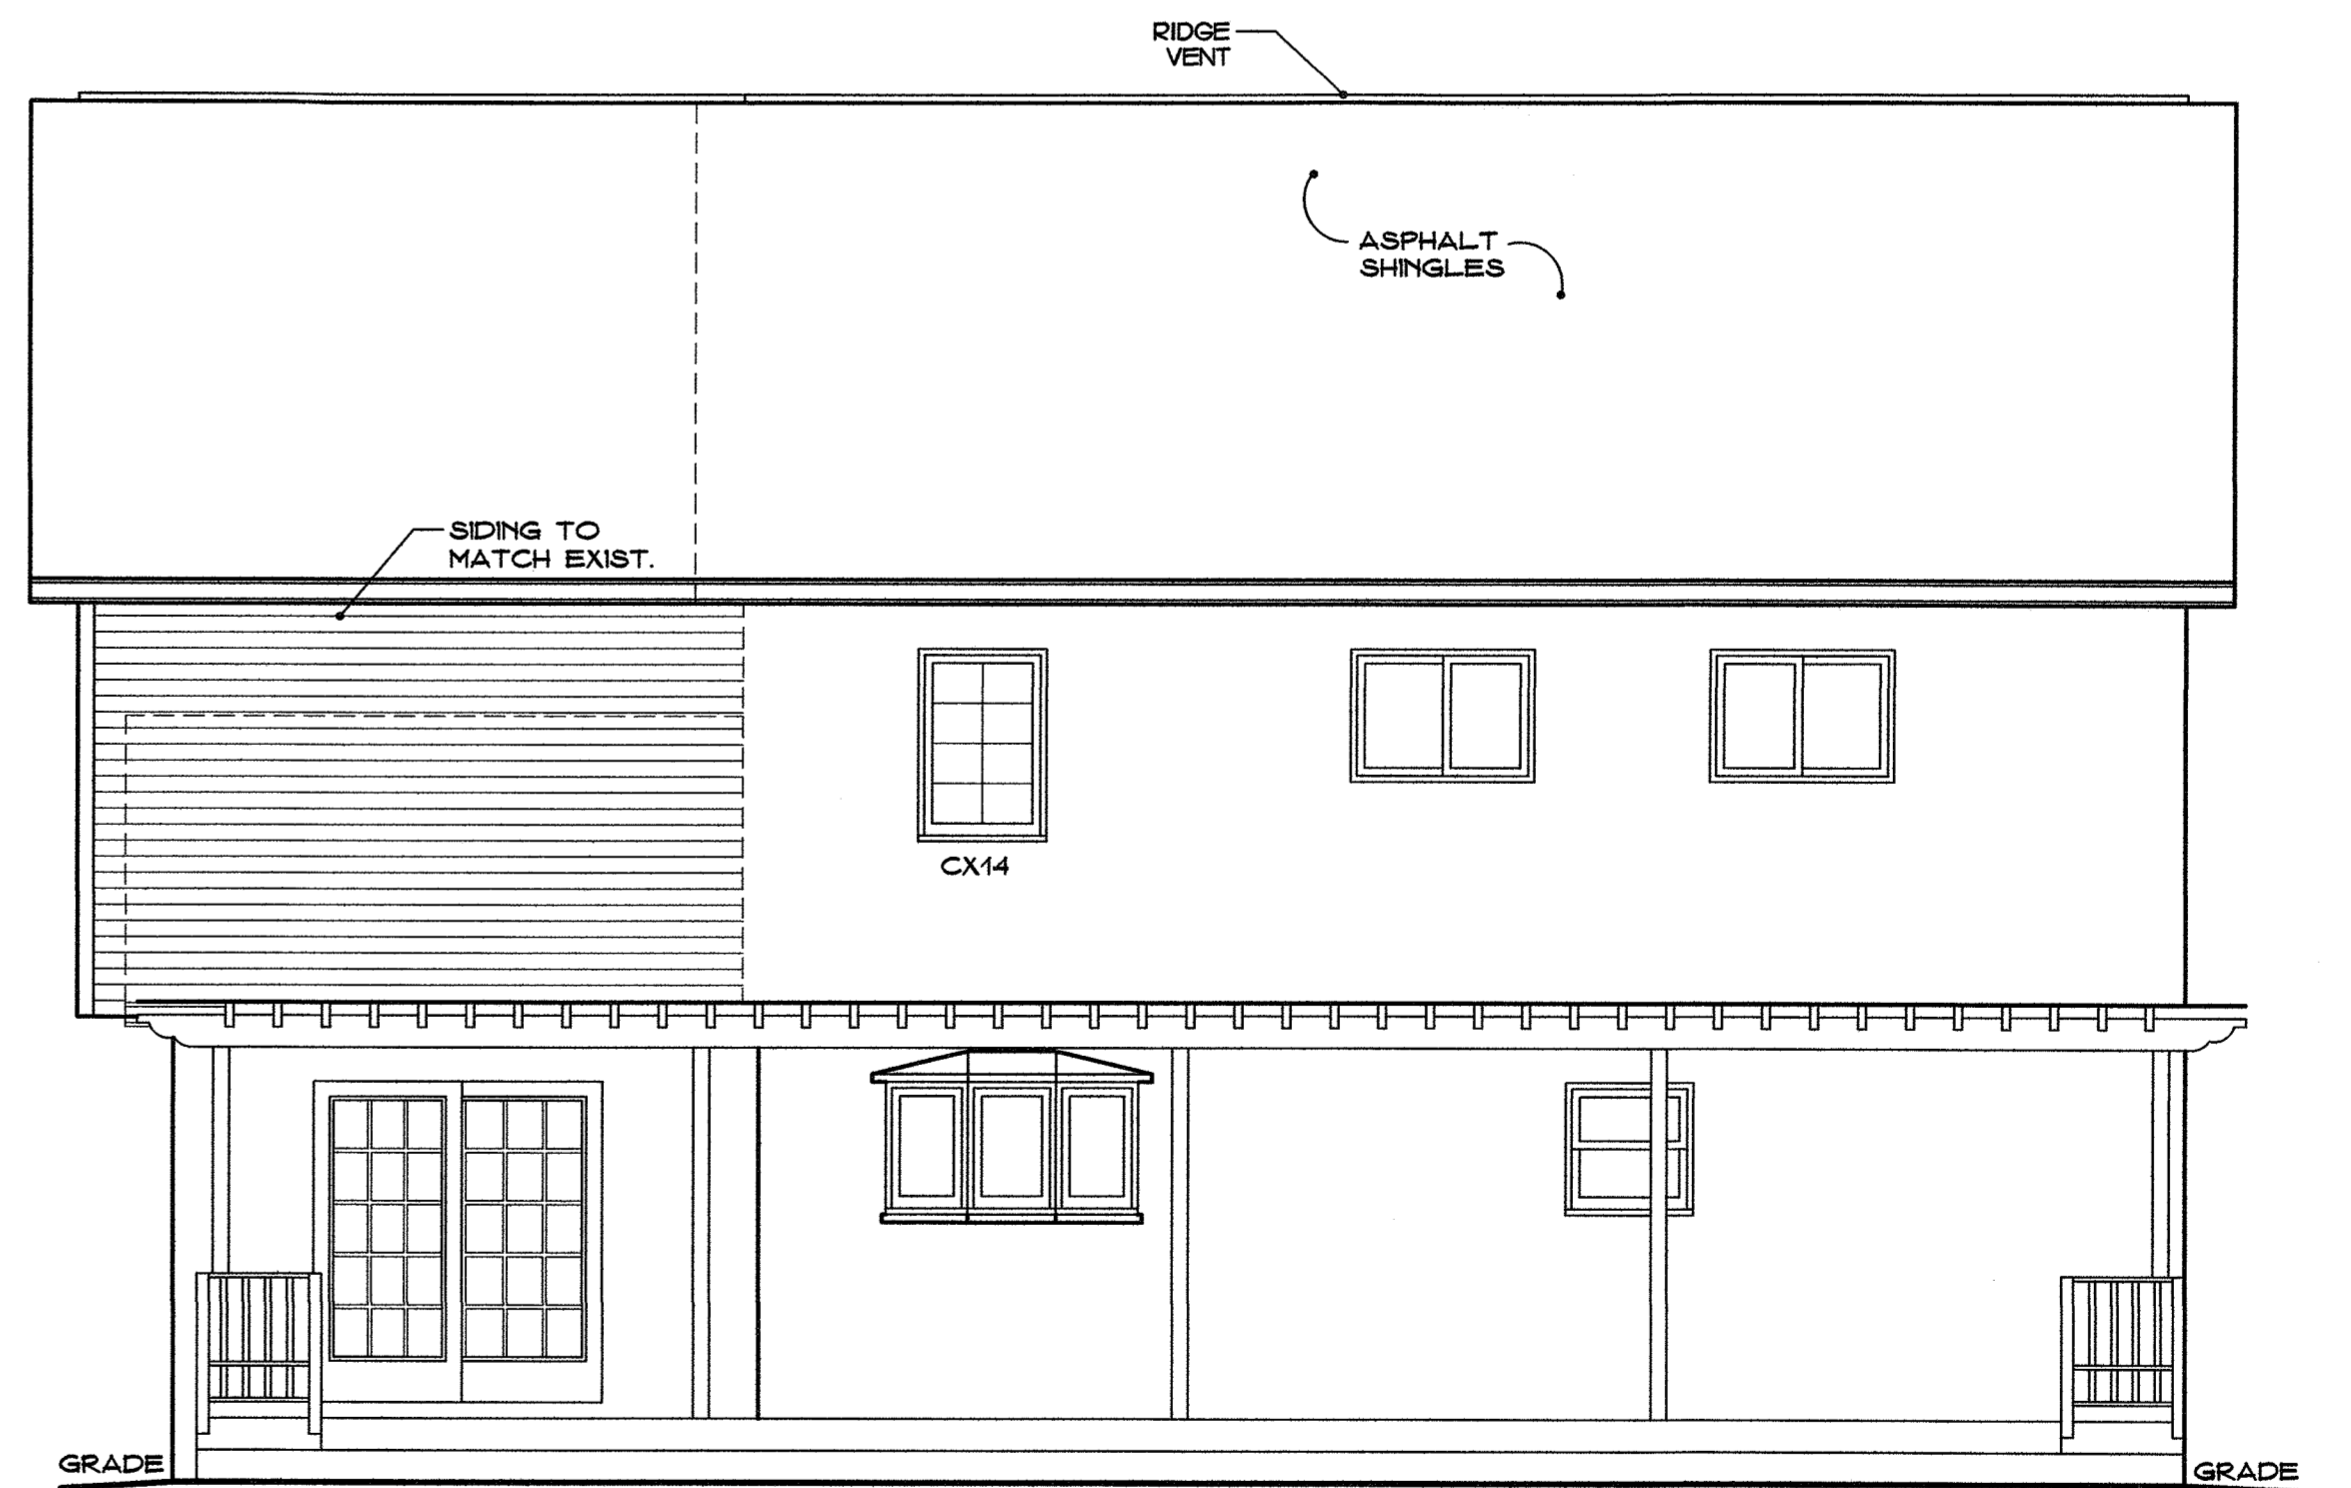 RIDGE
VENT
ASPHALT
SHINGLES
SIDING TO
MATCH EXIST.
CX14
GRADE
GRADE